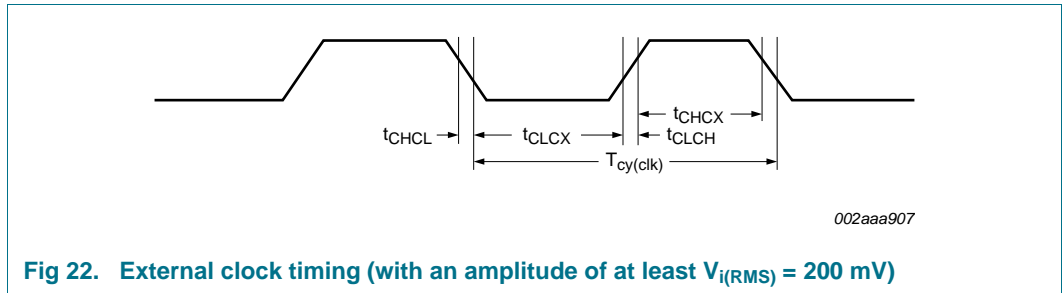 tCHCX
tCHCL tCLCX tCLCH
Tcy(clk)
002aaa907
Fig 22. External clock timing (with an amplitude of at least Vi(RMS) = 200 mV)